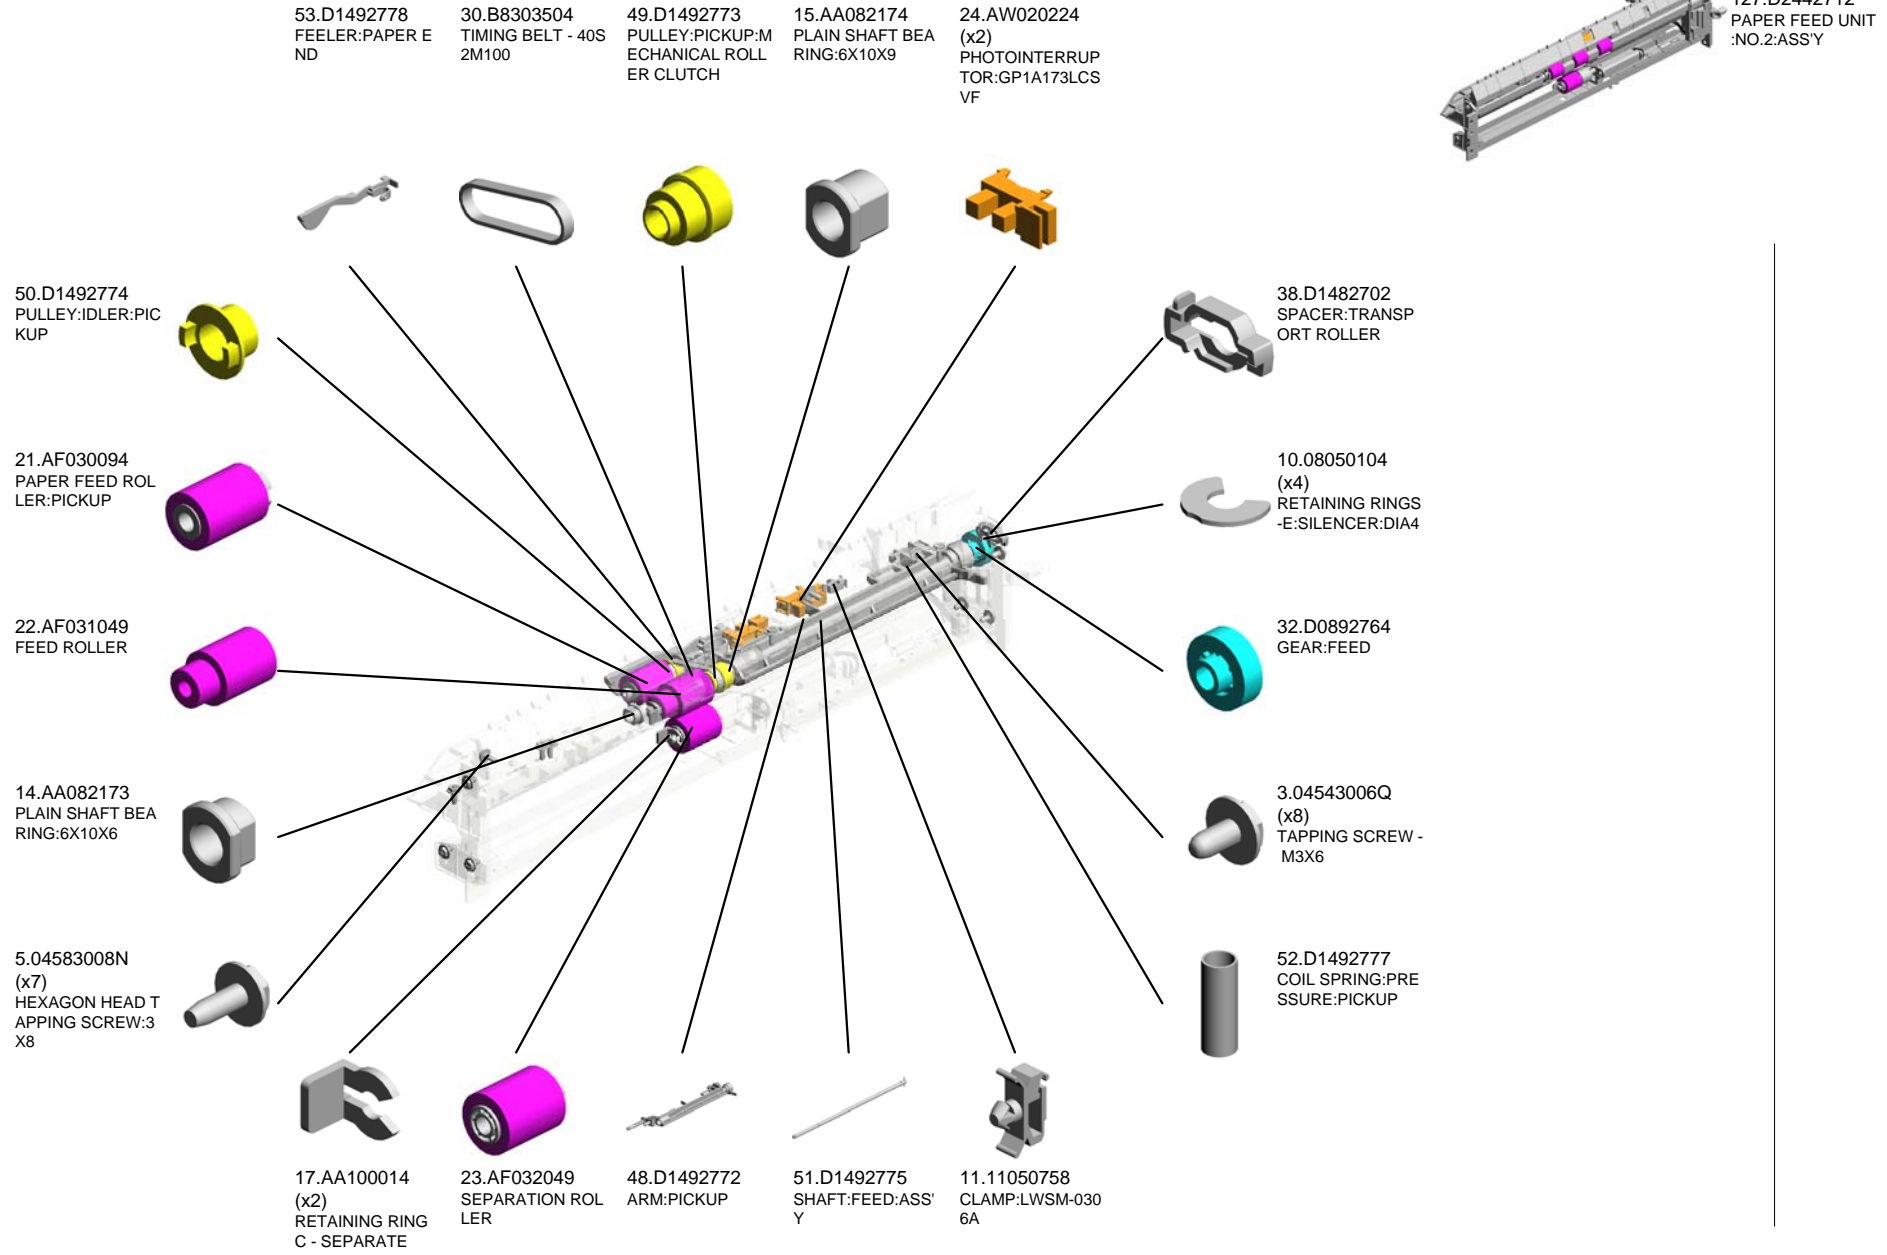 53.D1492778
FEELER:PAPER E
ND
30.B8303504
TIMING BELT - 40S
2M100
49.D1492773
PULLEY:PICKUP:M
ECHANICAL ROLL
ER CLUTCH
15.AA082174
PLAIN SHAFT BEA
RING:6X10X9
24.AW020224
(x2)
PHOTOINTERRUP
TOR:GP1A173LCS
VF
127.D2442712
PAPER FEED UNIT
:NO.2:ASS'Y
50.D1492774
PULLEY:IDLER:PIC
KUP
38.D1482702
SPACER:TRANSP
ORT ROLLER
21.AF030094
PAPER FEED ROL
LER:PICKUP
10.08050104
(x4)
RETAINING RINGS
-E:SILENCER:DIA4
22.AF031049
FEED ROLLER
32.D0892764
GEAR:FEED
14.AA082173
PLAIN SHAFT BEA
RING:6X10X6
3.04543006Q
(x8)
TAPPING SCREW -
M3X6
5.04583008N
(x7)
HEXAGON HEAD T
APPING SCREW:3
X8
52.D1492777
COIL SPRING:PRE
SSURE:PICKUP
17.AA100014
(x2)
RETAINING RING
C - SEPARATE
23.AF032049
SEPARATION ROL
LER
48.D1492772
ARM:PICKUP
51.D1492775
SHAFT:FEED:ASS'
Y
11.11050758
CLAMP:LWSM-030
6A